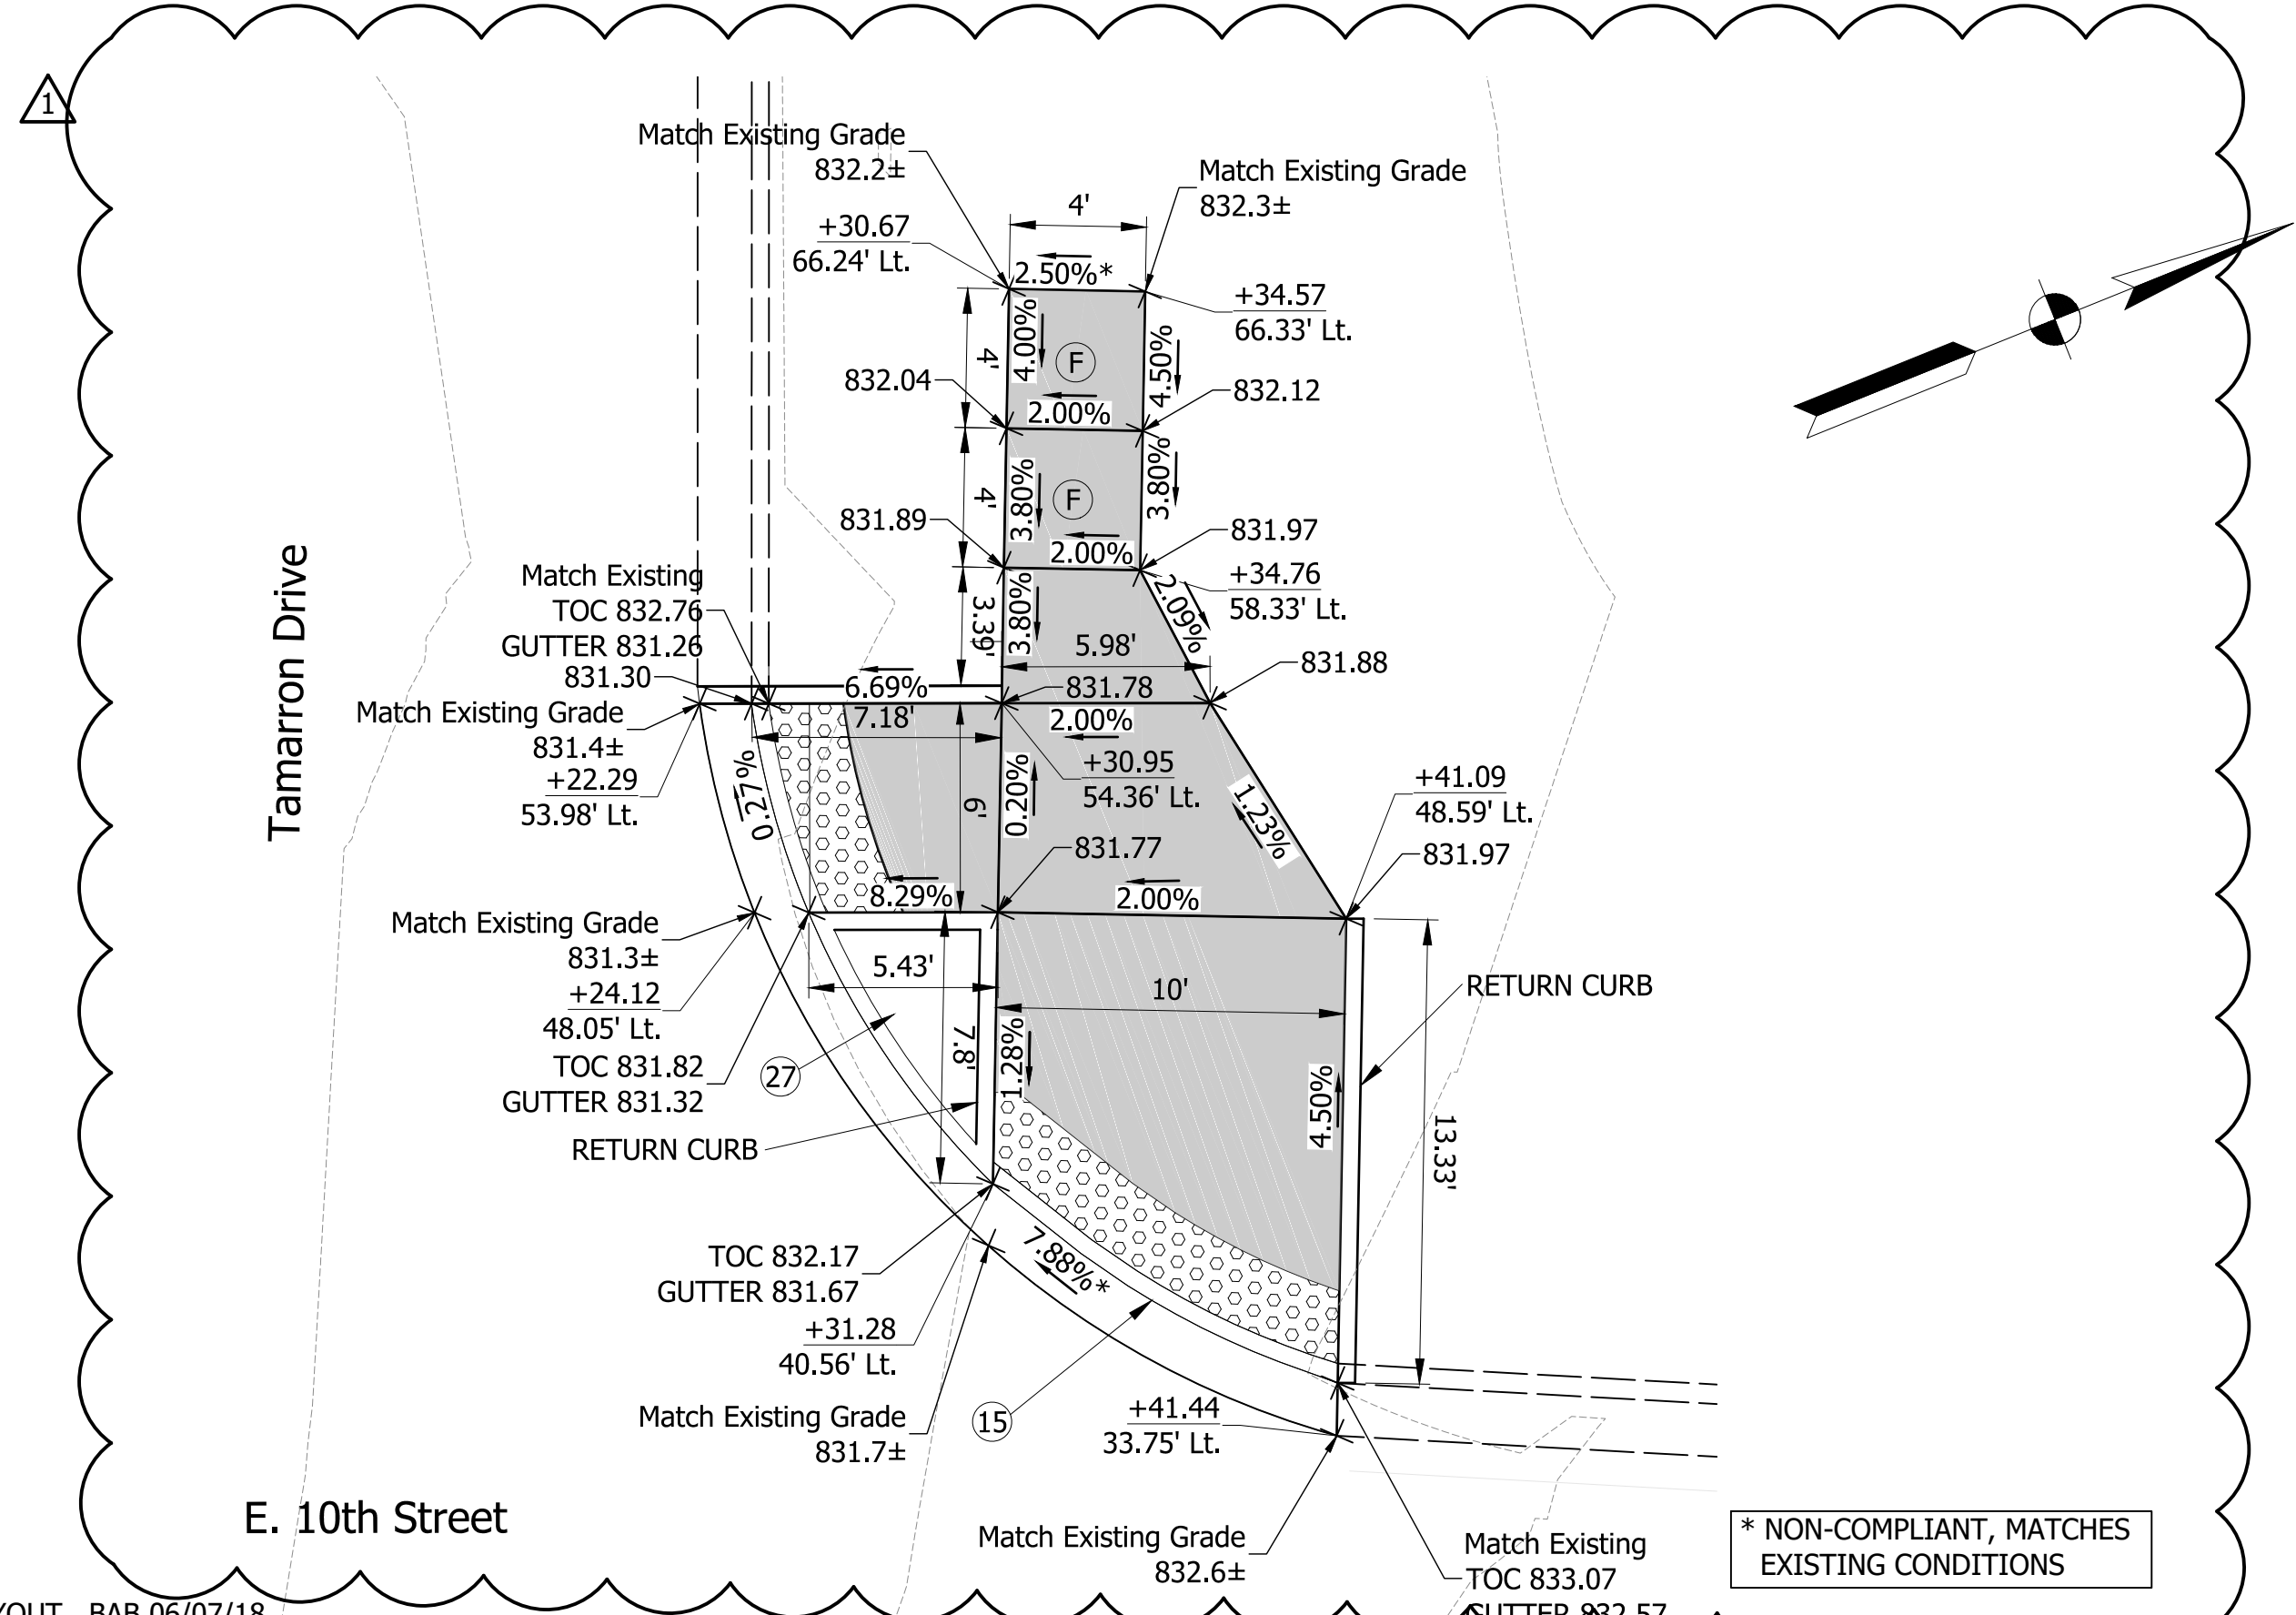 1
Match Existing Grade
832.2±
Match Existing Grade
832.3±
4'
+30.67
66.24' Lt.
2.50%*
+34.57
66.33' Lt.
4'
4.00%
F
4.50%
832.04
2.00%
832.12
4'
3.80%
F
3.80%
831.89
2.00%
831.97
+34.76
58.33' Lt.
Match Existing
TOC 832.76
GUTTER 831.26
831.30
3.39'
3.80%
2.09%
5.98'
831.88
6.69%
831.78
Match Existing Grade
831.4±
7.18'
2.00%
+22.29
53.98' Lt.
0.27%
6'
0.20%
+30.95
54.36' Lt.
1.23%
+41.09
48.59' Lt.
831.77
831.97
8.29%
2.00%
Tamarron Drive
Match Existing Grade
831.3±
+24.12
48.05' Lt.
5.43'
10'
RETURN CURB
TOC 831.82
GUTTER 831.32
27
7.8'
1.28%
4.50%
13.33'
RETURN CURB
TOC 832.17
GUTTER 831.67
7.88%*
+31.28
40.56' Lt.
Match Existing Grade
831.7±
15
+41.44
33.75' Lt.
E. 10th Street
Match Existing Grade
832.6±
Match Existing
TOC 833.07
GUTTER 832.57
* NON-COMPLIANT, MATCHES
EXISTING CONDITIONS
BAB 06/07/18